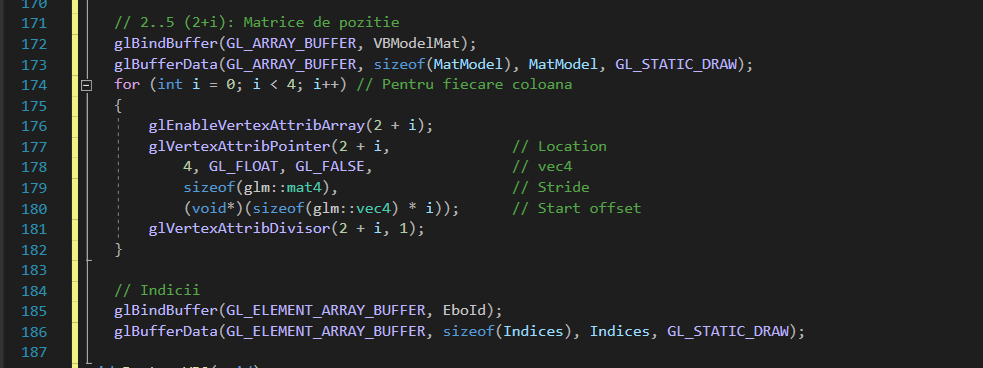 170
171 // 2..5 (2+i): Matrice de pozitie
172 glBindBuffer(GL_ARRAY_BUFFER, VBModelMat);
173 glBufferData(GL_ARRAY_BUFFER, sizeof(MatModel), MatModel, GL_STATIC_DRAW);
174 for (int i = 0; i < 4; i++) // Pentru fiecare coloana
175 {
176 glEnableVertexAttribArray(2 + i);
177 glVertexAttribPointer(2 + i, // Location
178 4, GL_FLOAT, GL_FALSE, // vec4
179 sizeof(glm::mat4), // Stride
180 (void*)(sizeof(glm::vec4) * i)); // Start offset
181 glVertexAttribDivisor(2 + i, 1);
182 }
183
184 // Indicii
185 glBindBuffer(GL_ELEMENT_ARRAY_BUFFER, EboId);
186 glBufferData(GL_ELEMENT_ARRAY_BUFFER, sizeof(Indices), Indices, GL_STATIC_DRAW);
187